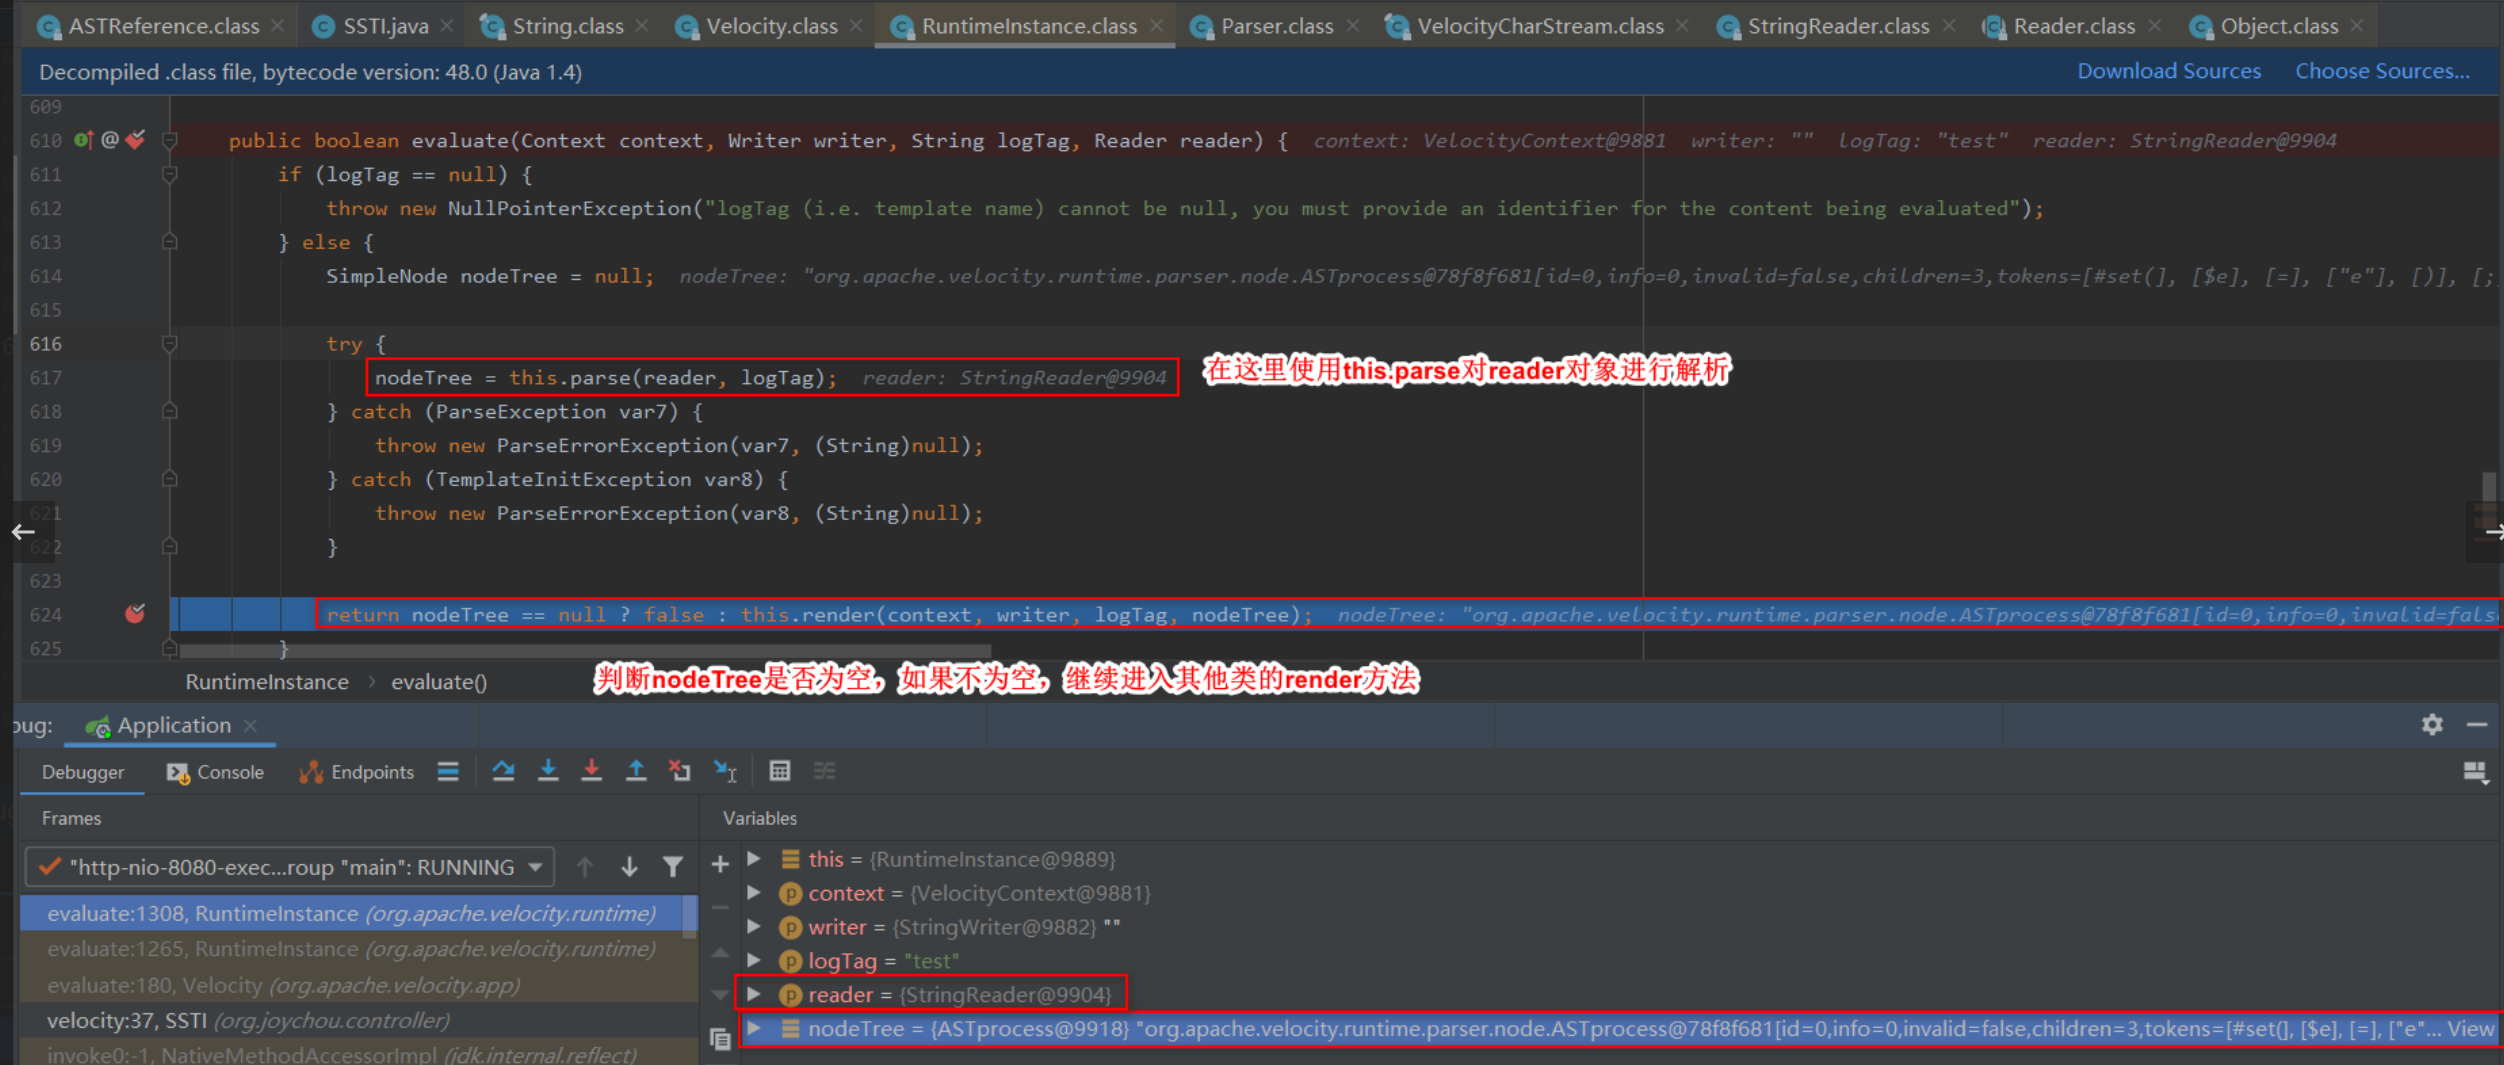 ASTReference.class SSTI.java String.class Velocity.class RuntimeInstance.class Parser.class VelocityCharStream.class StringReader.class Reader.class Object.class
Decompiled .class file, bytecode version: 48.0 (Java 1.4) Download Sources Choose Sources...
609
610 @ public boolean evaluate(Context context, Writer writer, String logTag, Reader reader) { context: VelocityContext@9881 writer: "" logTag: "test" reader: StringReader@9904
611 if (logTag == null) {
612 throw new NullPointerException("logTag (i.e. template name) cannot be null, you must provide an identifier for the content being evaluated");
613 } else {
614 SimpleNode nodeTree = null; nodeTree: "org.apache.velocity.runtime.parser.node.ASTprocess@78f8f681[id=0,info=0,invalid=false,children=3,tokens=[#set(], [$e], [=], ["e"], [)], [;
615
616 try {
617 nodeTree = this.parse(reader, logTag); reader: StringReader@9904 在这里使用this.parse对reader对象进行解析
618 } catch (ParseException var7) {
619 throw new ParseErrorException(var7, (String)null);
620 } catch (TemplateInitException var8) {
621 throw new ParseErrorException(var8, (String)null);
622 }
623
624 return nodeTree == null ? false : this.render(context, writer, logTag, nodeTree); nodeTree: "org.apache.velocity.runtime.parser.node.ASTprocess@78f8f681[id=0,info=0,invalid=fals
625 }
RuntimeInstance › evaluate() 判断nodeTree是否为空，如果不为空，继续进入其他类的render方法
bug: Application
Debugger Console Endpoints
Frames Variables
"http-nio-8080-exec...roup "main": RUNNING
evaluate:1308, RuntimeInstance (org.apache.velocity.runtime)
evaluate:1265, RuntimeInstance (org.apache.velocity.runtime)
evaluate:180, Velocity (org.apache.velocity.app)
velocity:37, SSTI (org.joychou.controller)
invoke0:-1, NativeMethodAccessorImpl (jdk.internal.reflect)
this = {RuntimeInstance@9889}
context = {VelocityContext@9881}
writer = {StringWriter@9882} ""
logTag = "test"
reader = {StringReader@9904}
nodeTree = {ASTprocess@9918} "org.apache.velocity.runtime.parser.node.ASTprocess@78f8f681[id=0,info=0,invalid=false,children=3,tokens=[#set(], [$e], [=], ["e"... View